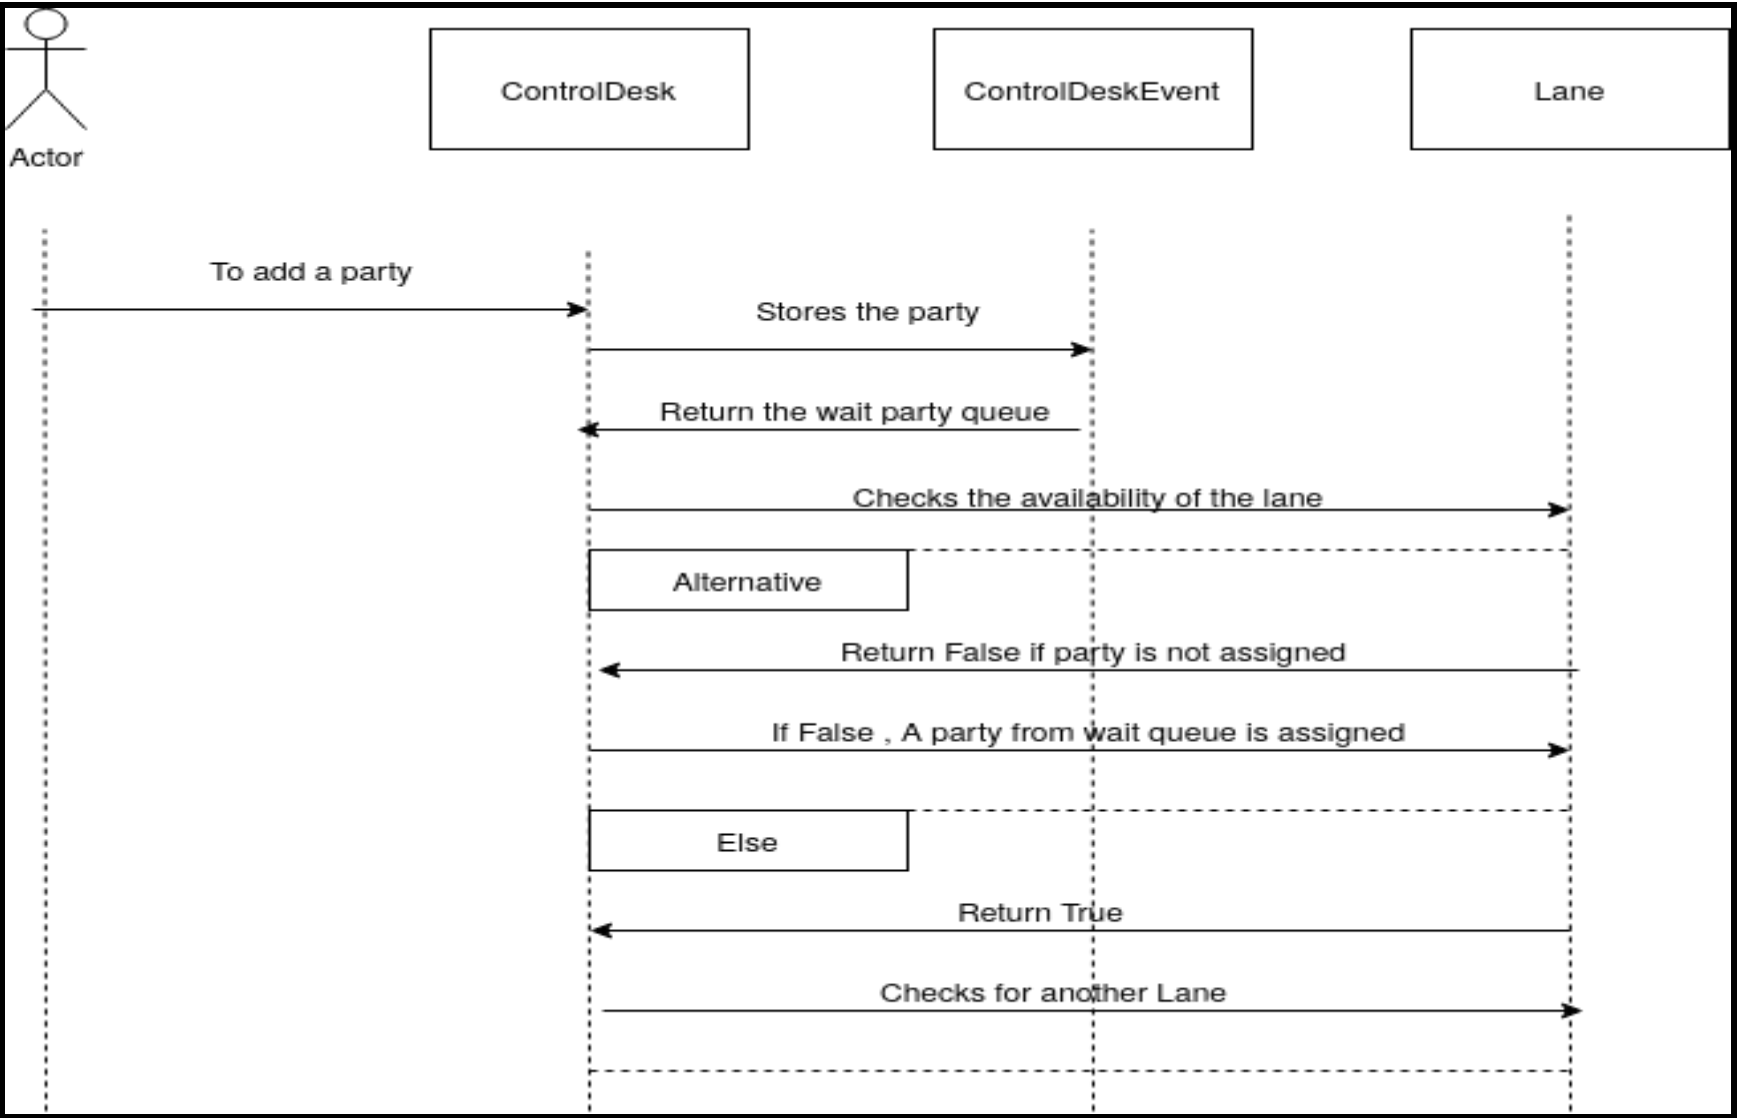 ControlDesk
ControlDeskEvent
Lane
Actor
To add a party
Stores the party
Return the wait party queue
Checks the availability of the lane
Alternative
Return False if party is not assigned
If False , A party from wait queue is assigned
Else
Return True
Checks for another Lane